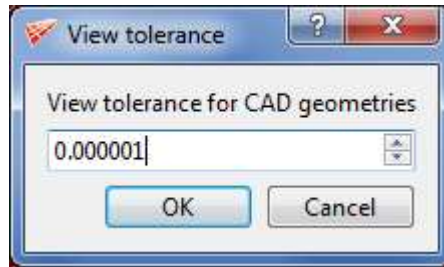 View tolerance
?
View tolerance for CAD geometries
0.000001
OK Cancel